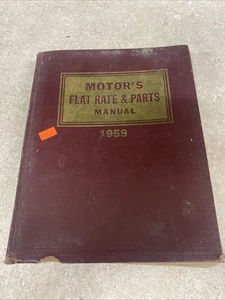 MOTOR'S
FLAT RATE & PARTS
MANUAL
1959